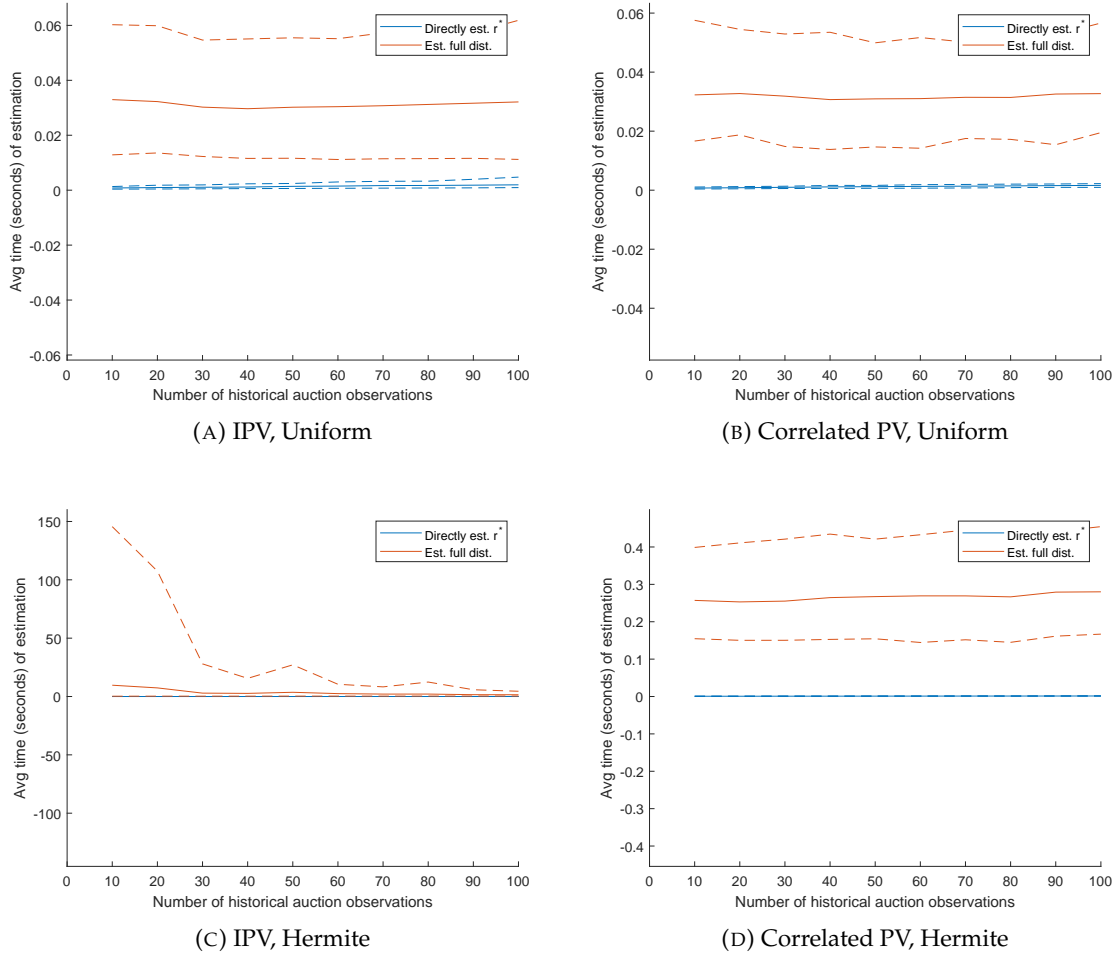 0.06
0.04
0.02
0
-0.02
-0.04
-0.06
Avg time (seconds) of estimation
Directly est. r*
Est. full dist.
0 10 20 30 40 50 60 70 80 90 100
Number of historical auction observations
(A) IPV, Uniform
0.06
0.04
0.02
0
-0.02
-0.04
Avg time (seconds) of estimation
Directly est. r*
Est. full dist.
0 10 20 30 40 50 60 70 80 90 100
Number of historical auction observations
(B) Correlated PV, Uniform
150
100
50
0
-50
-100
Avg time (seconds) of estimation
Directly est. r*
Est. full dist.
0 10 20 30 40 50 60 70 80 90 100
Number of historical auction observations
(C) IPV, Hermite
0.4
0.3
0.2
0.1
0
-0.1
-0.2
-0.3
-0.4
Avg time (seconds) of estimation
Directly est. r*
Est. full dist.
0 10 20 30 40 50 60 70 80 90 100
Number of historical auction observations
(D) Correlated PV, Hermite